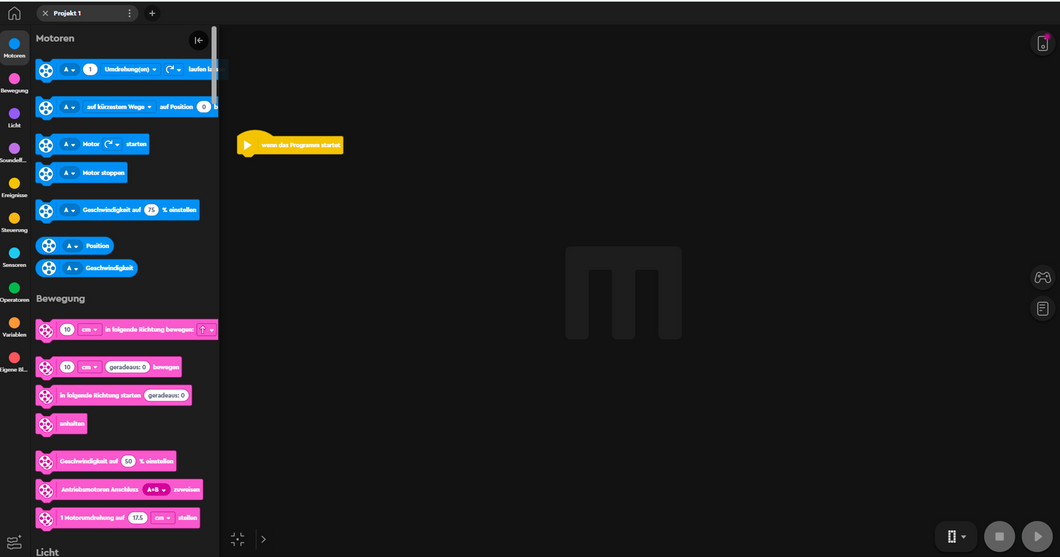 Projekt 1
Motoren
Motoren
Bewegung
Licht
Soundeff...
Ereignisse
Steuerung
Sensoren
Operatoren
Variablen
Eigene Bl...
A 1 Umdrehung(en) laufen la
A auf kürzestem Wege auf Position 0
A Motor starten
A Motor stoppen
A Geschwindigkeit auf 75 % einstellen
A Position
A Geschwindigkeit
Bewegung
10 cm in folgende Richtung bewegen:
10 cm geradeaus: 0 bewegen
in folgende Richtung starten geradeaus: 0
anhalten
Geschwindigkeit auf 50 % einstellen
Antriebsmotoren Anschluss A+B zuweisen
1 Motorumdrehung auf 17.5 cm stellen
Licht
wenn das Programm startet